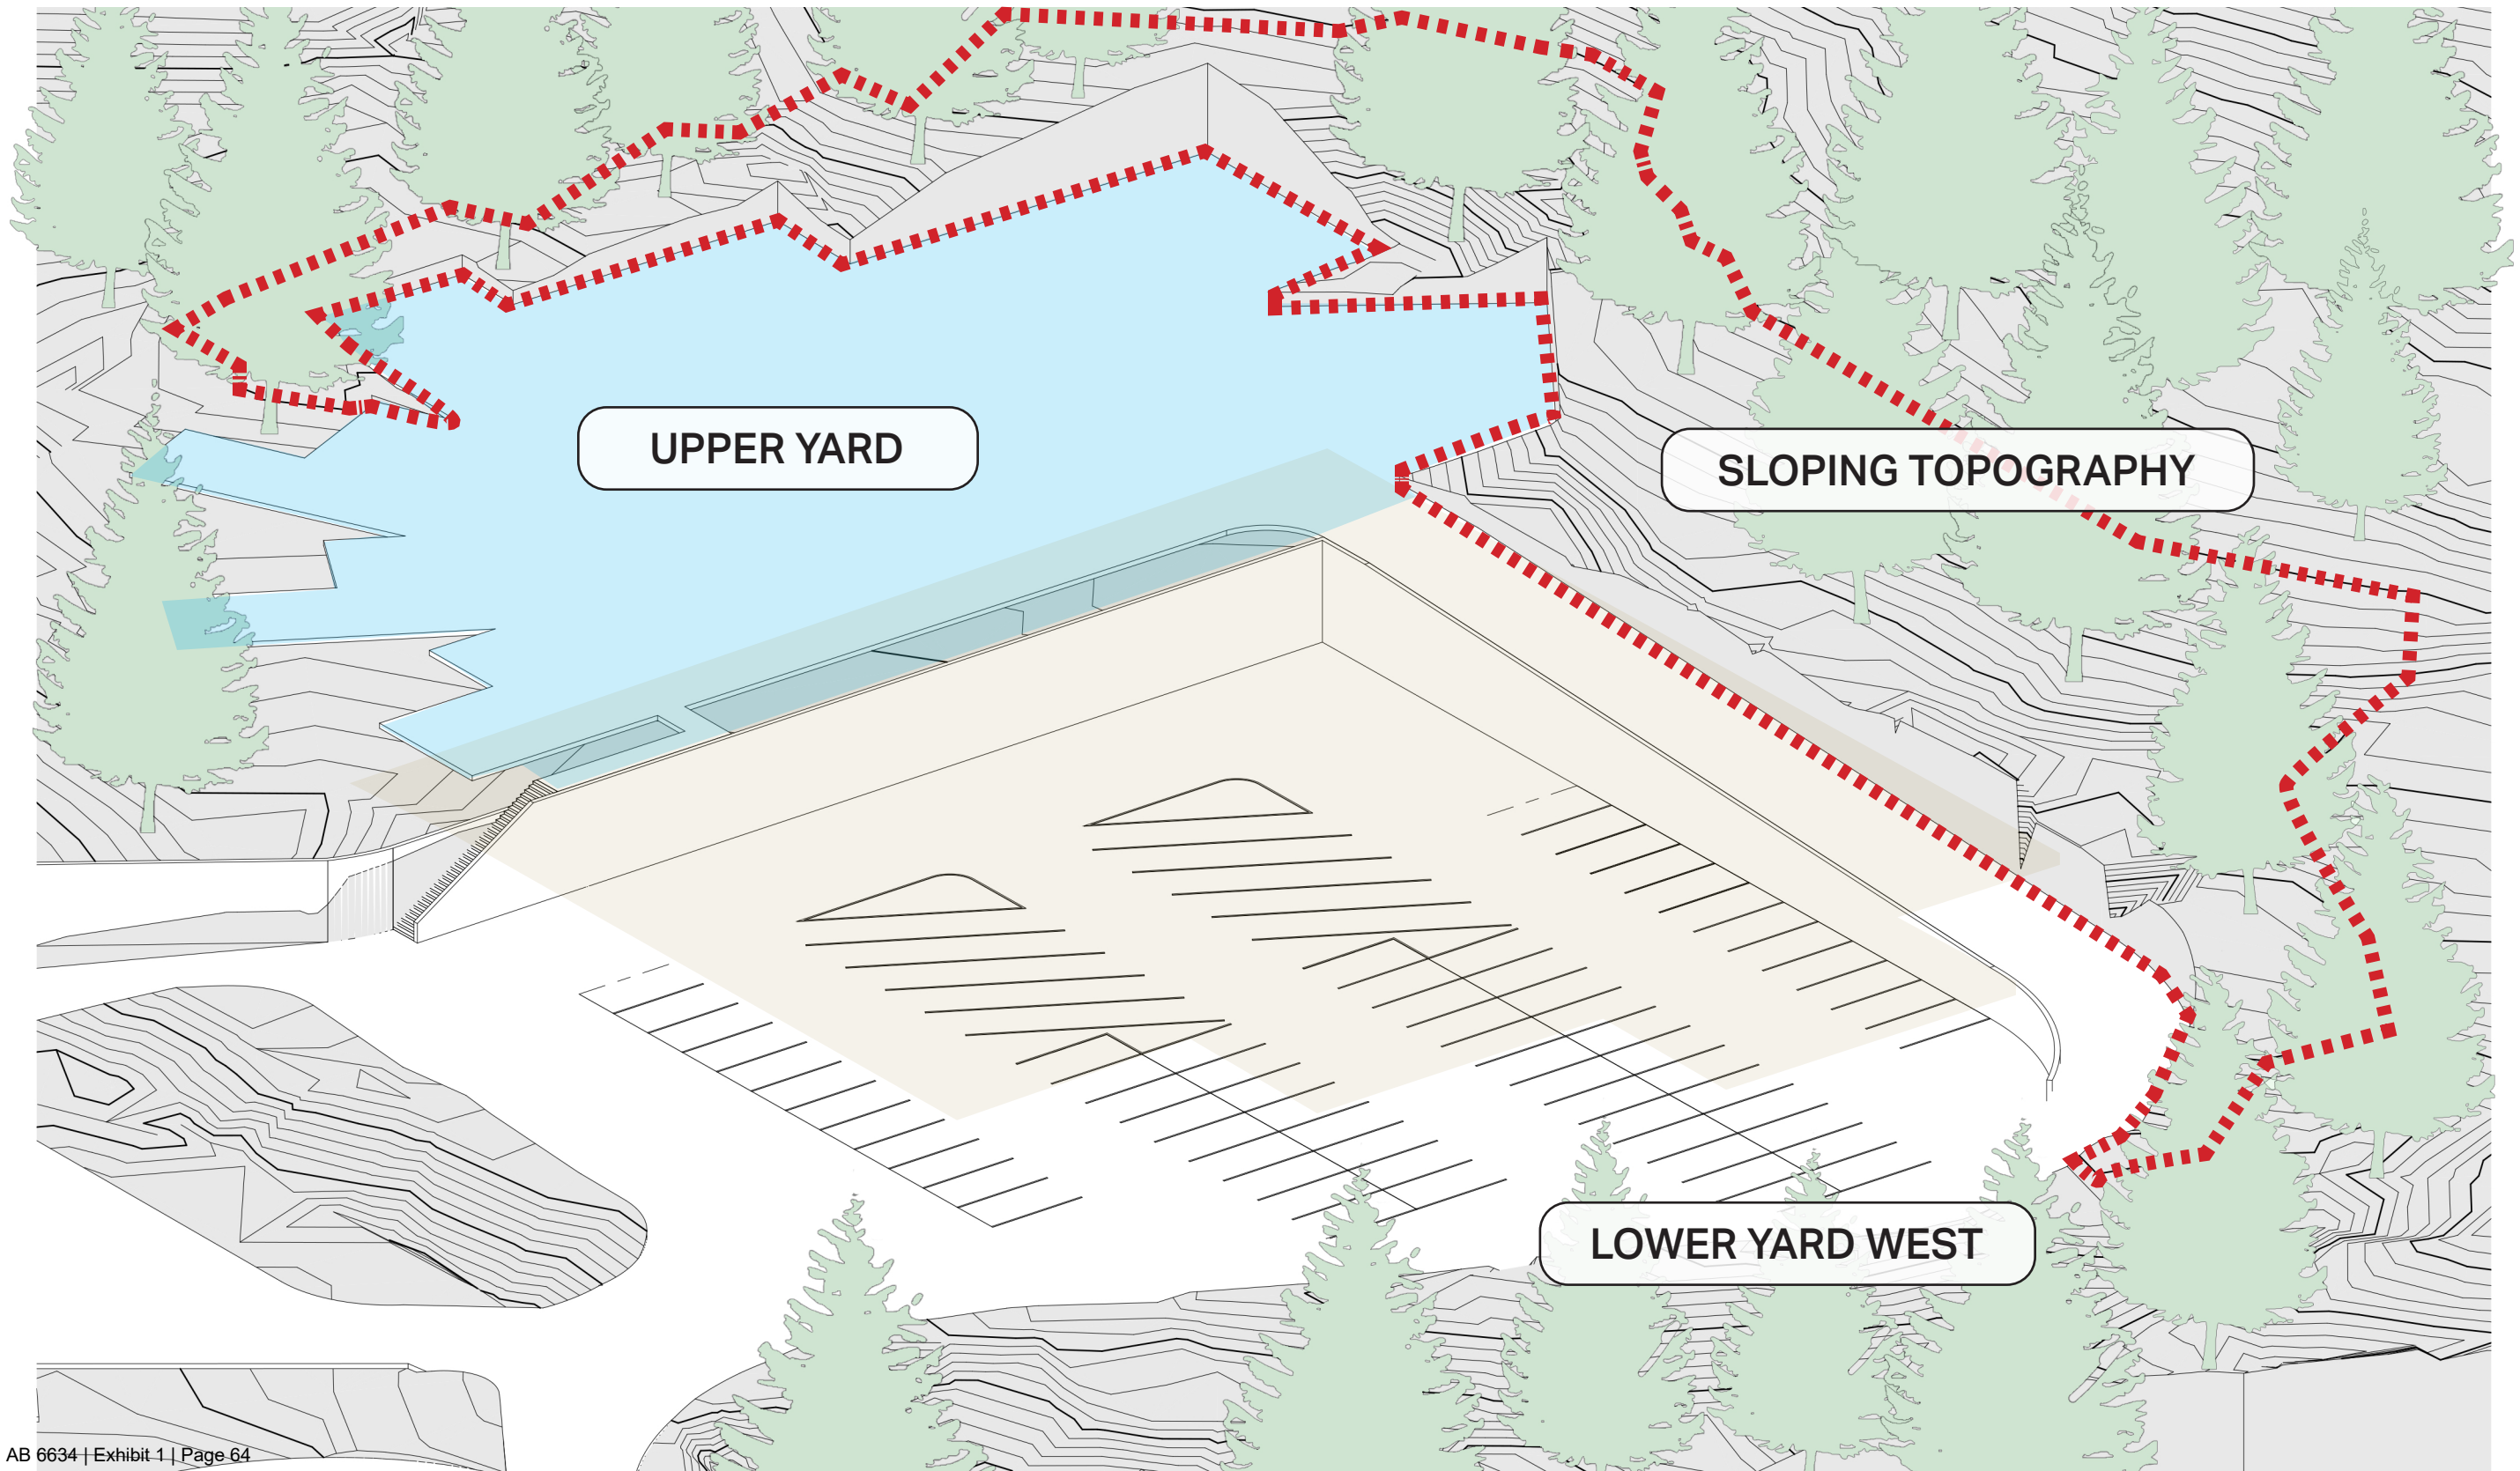 UPPER YARD
SLOPING TOPOGRAPHY
LOWER YARD WEST
AB 6634 | Exhibit 1 | Page 64